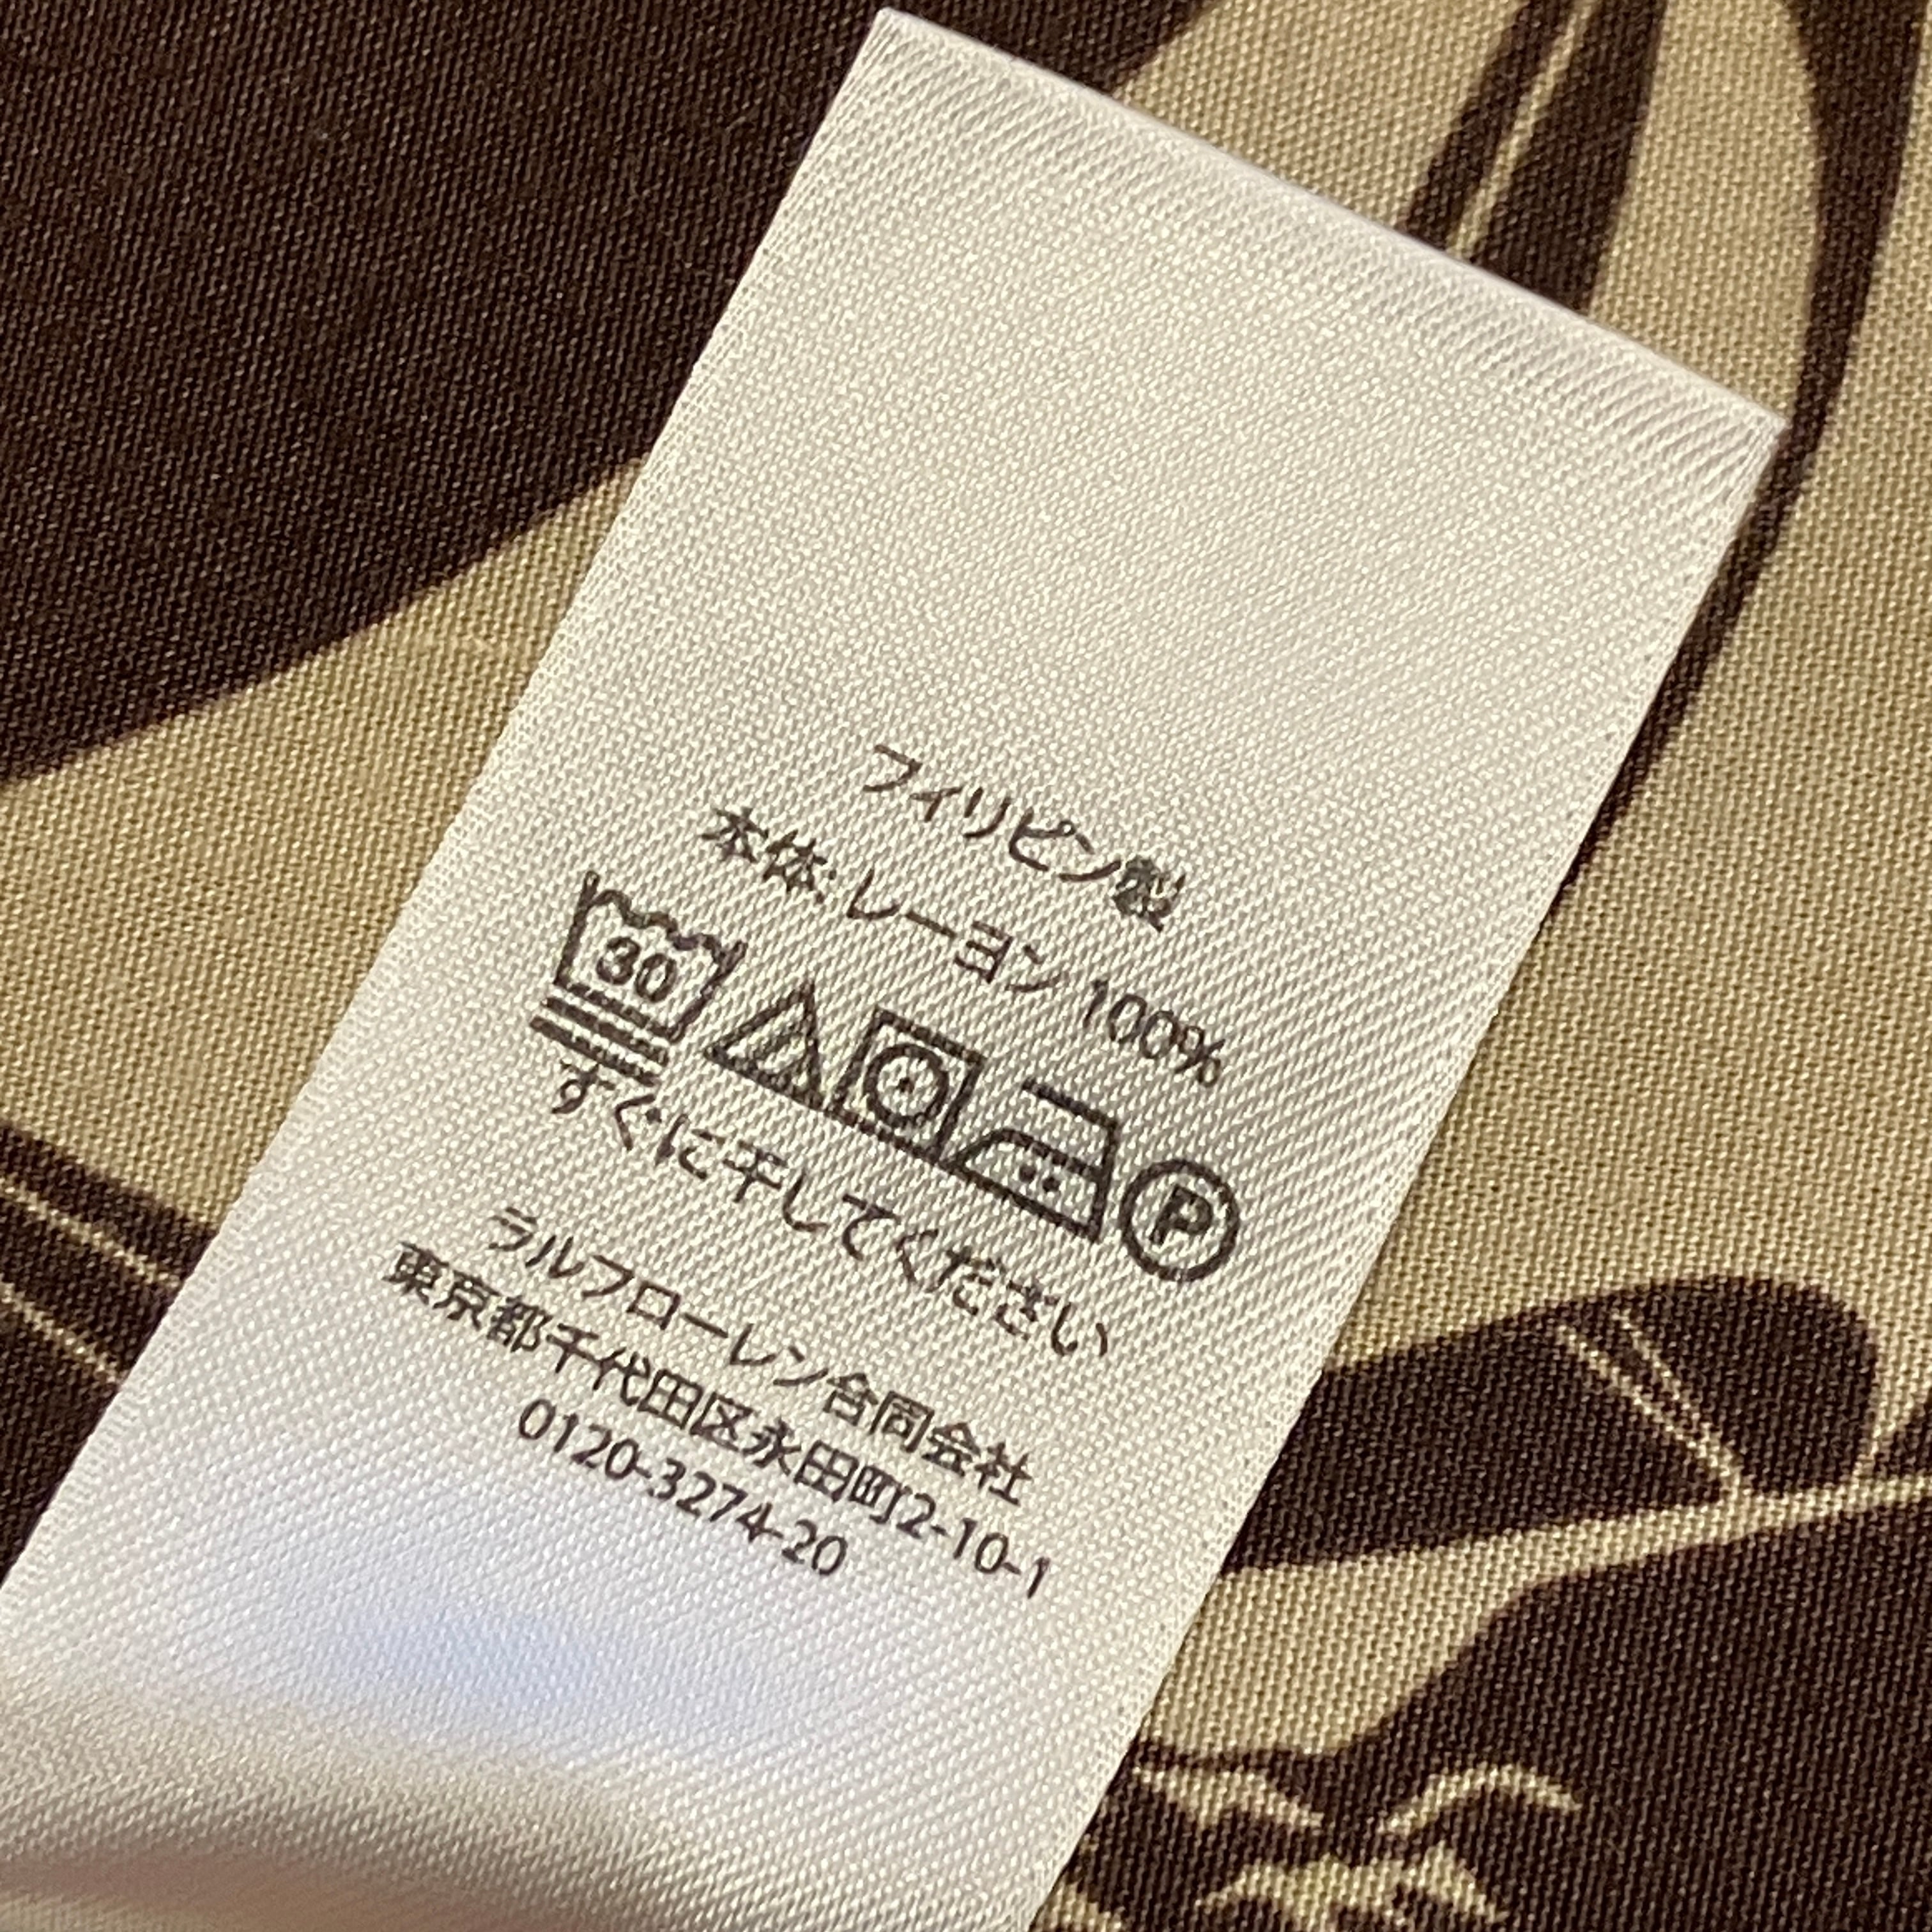 フィリピン製
本体: レーヨン 100%
30 P
すぐに干してください
ラルフローレン合同会社
東京都千代田区永田町2-10-1
0120-3274-20